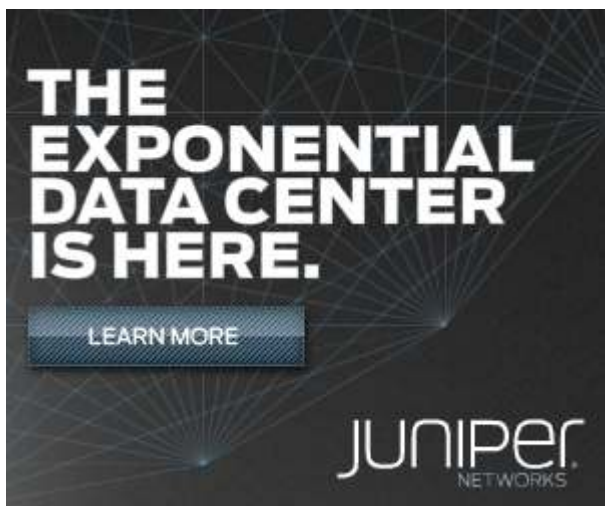 THE
EXPONENTIAL
DATA CENTER
IS HERE.
LEARN MORE
JUNIPer
NETWORKS